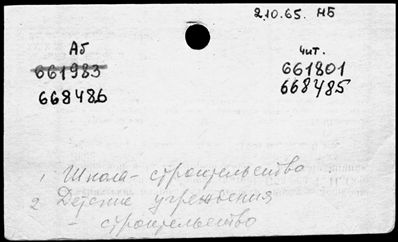 2.10.65. НБ
Аб чит.
661983 661801
668486 668485
1 Школа - строительство
2 Детские учреждения
- строительство